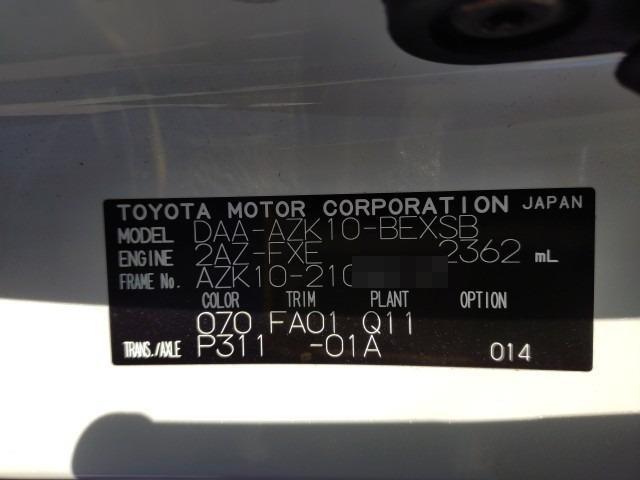 TOYOTA MOTOR CORPORATION JAPAN
MODEL DAA-AZK10-BEXSB
ENGINE 2AZ-FXE 2362 mL
FRAME No. AZK10-210
COLOR TRIM PLANT OPTION
070 FA01 Q11
TRANS./AXLE P311 -01A 014